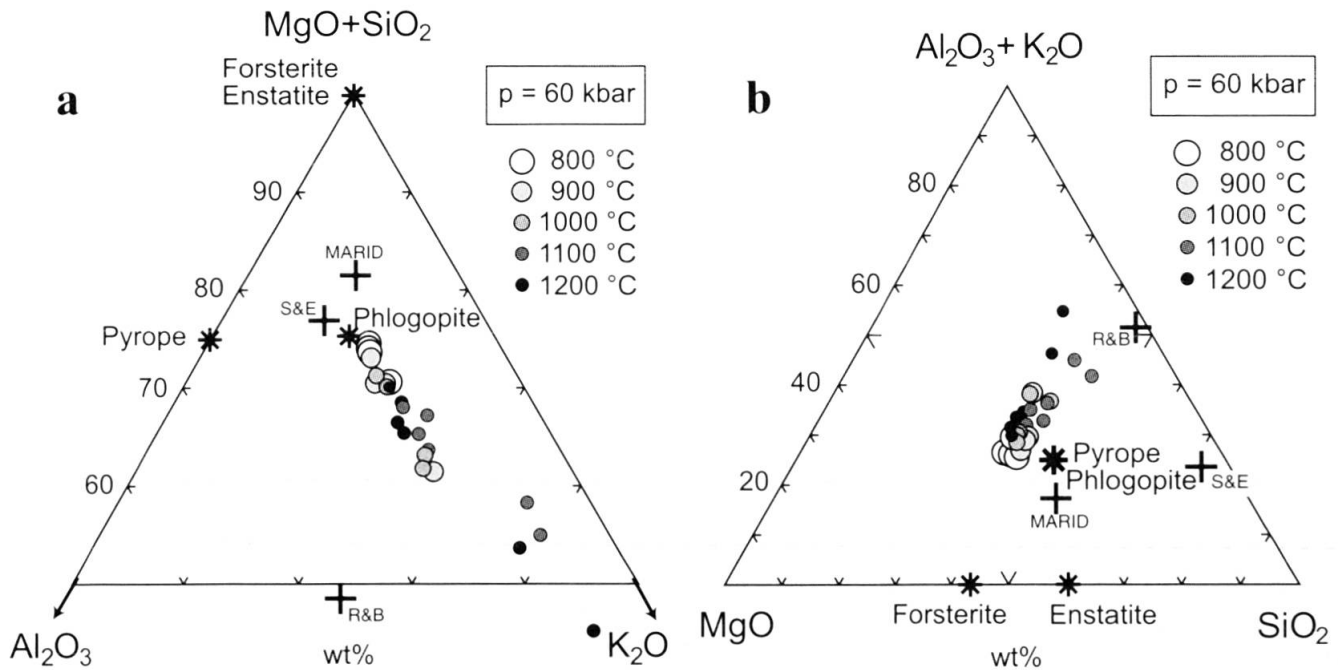 MgO+SiO₂
Forsterite
Enstatite
a
p = 60 kbar
800 °C
900 °C
1000 °C
1100 °C
1200 °C
90
MARID
80
S&E
Phlogopite
Pyrope
70
60
R&B
Al₂O₃
wt%
K₂O
b
Al₂O₃+ K₂O
p = 60 kbar
800 °C
900 °C
1000 °C
1100 °C
1200 °C
80
60
R&B
40
Pyrope
Phlogopite
S&E
20
MARID
MgO
Forsterite
Enstatite
SiO₂
wt%